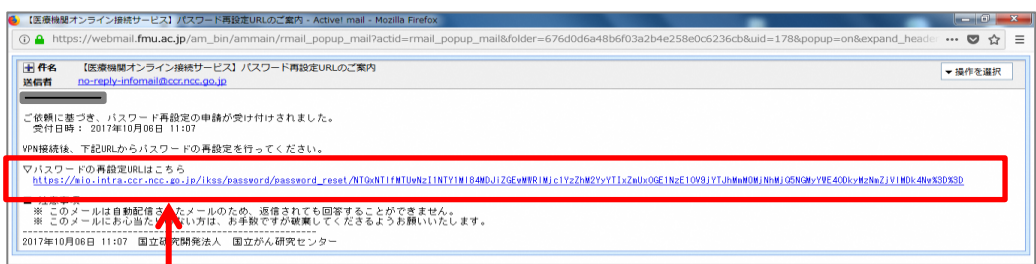 【医療機関オンライン接続サービス】パスワード再設定URLのご案内 - Active! mail - Mozilla Firefox
https://webmail.fmu.ac.jp/am_bin/ammain/rmail_popup_mail?actid=rmail_popup_mail&folder=676d0d6a48b6f03a2b4e258e0c6236cb&uid=178&popup=on&expand_heade
件名 【医療機関オンライン接続サービス】パスワード再設定URLのご案内
▼操作を選択
送信者 no-reply-infomail@ccr.ncc.go.jp
ご依頼に基づき、パスワード再設定の申請が受け付けされました。
受付日時： 2017年10月06日 11:07
VPN接続後、下記URLからパスワードの再設定を行ってください。
▽パスワードの再設定URLはこちら
https://mio.intra.ccr.ncc.go.jp/ikss/password/password_reset/
※ このメールは自動配信されたメールのため、返信されても回答することができません。
※ このメールにお心当たりのない方は、お手数ですが破棄してくださるようお願いいたします。
2017年10月06日 11:07 国立研究開発法人 国立がん研究センター